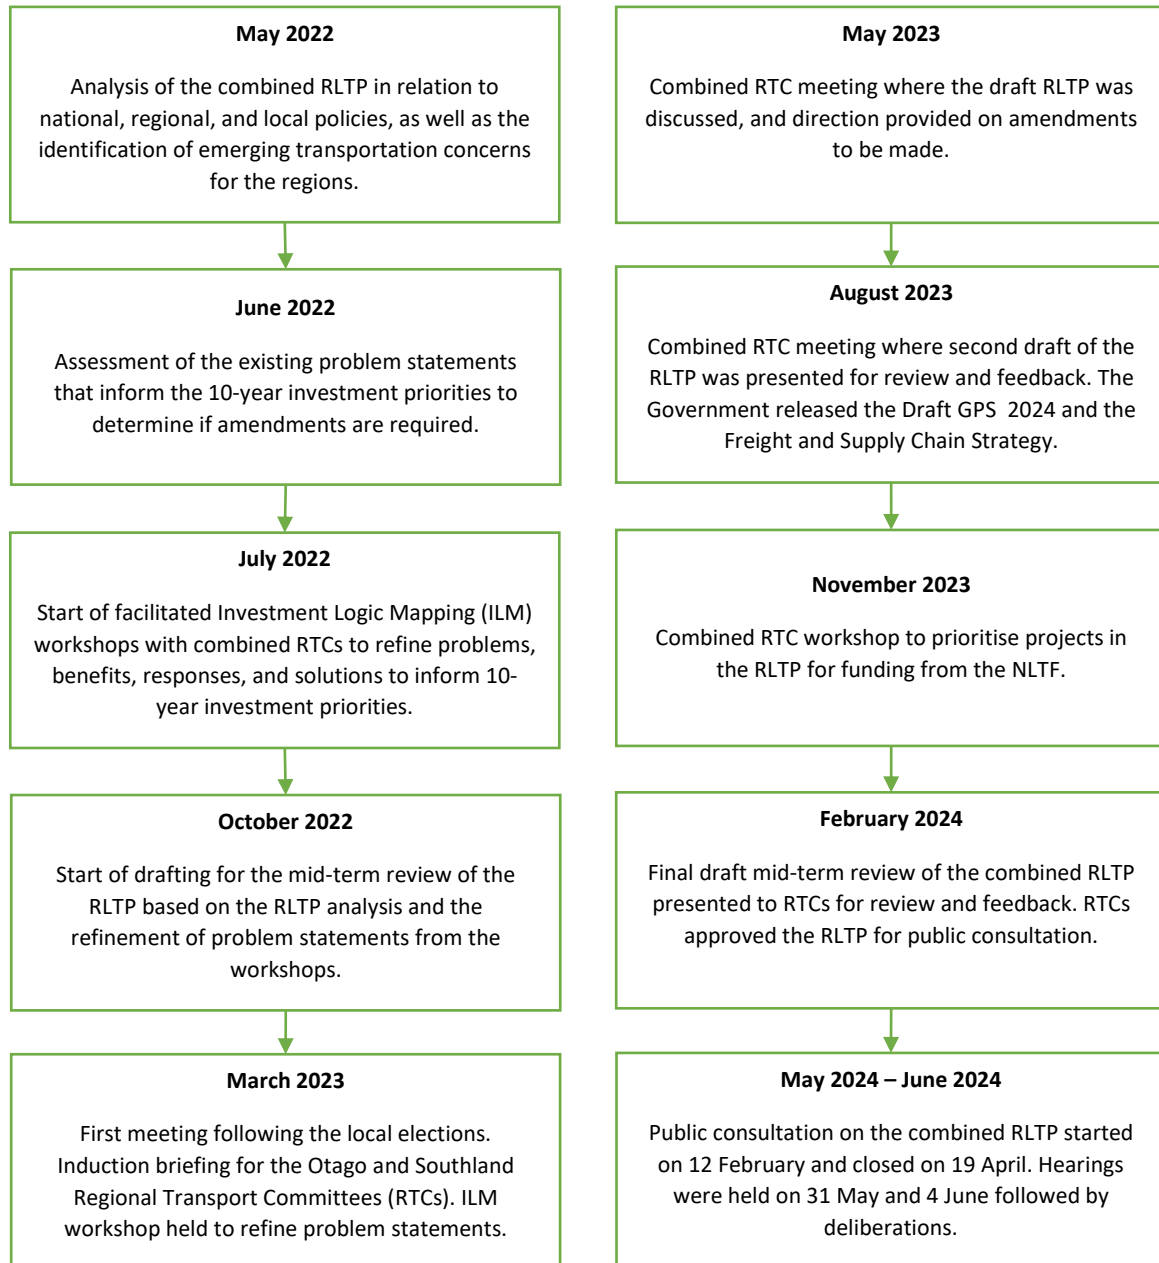 May 2022
Analysis of the combined RLTP in relation to
national, regional, and local policies, as well as the
identification of emerging transportation concerns
for the regions.
June 2022
Assessment of the existing problem statements
that inform the 10-year investment priorities to
determine if amendments are required.
July 2022
Start of facilitated Investment Logic Mapping (ILM)
workshops with combined RTCs to refine problems,
benefits, responses, and solutions to inform 10-
year investment priorities.
October 2022
Start of drafting for the mid-term review of the
RLTP based on the RLTP analysis and the
refinement of problem statements from the
workshops.
March 2023
First meeting following the local elections.
Induction briefing for the Otago and Southland
Regional Transport Committees (RTCs). ILM
workshop held to refine problem statements.
May 2023
Combined RTC meeting where the draft RLTP was
discussed, and direction provided on amendments
to be made.
August 2023
Combined RTC meeting where second draft of the
RLTP was presented for review and feedback. The
Government released the Draft GPS 2024 and the
Freight and Supply Chain Strategy.
November 2023
Combined RTC workshop to prioritise projects in
the RLTP for funding from the NLTF.
February 2024
Final draft mid-term review of the combined RLTP
presented to RTCs for review and feedback. RTCs
approved the RLTP for public consultation.
May 2024 – June 2024
Public consultation on the combined RLTP started
on 12 February and closed on 19 April. Hearings
were held on 31 May and 4 June followed by
deliberations.